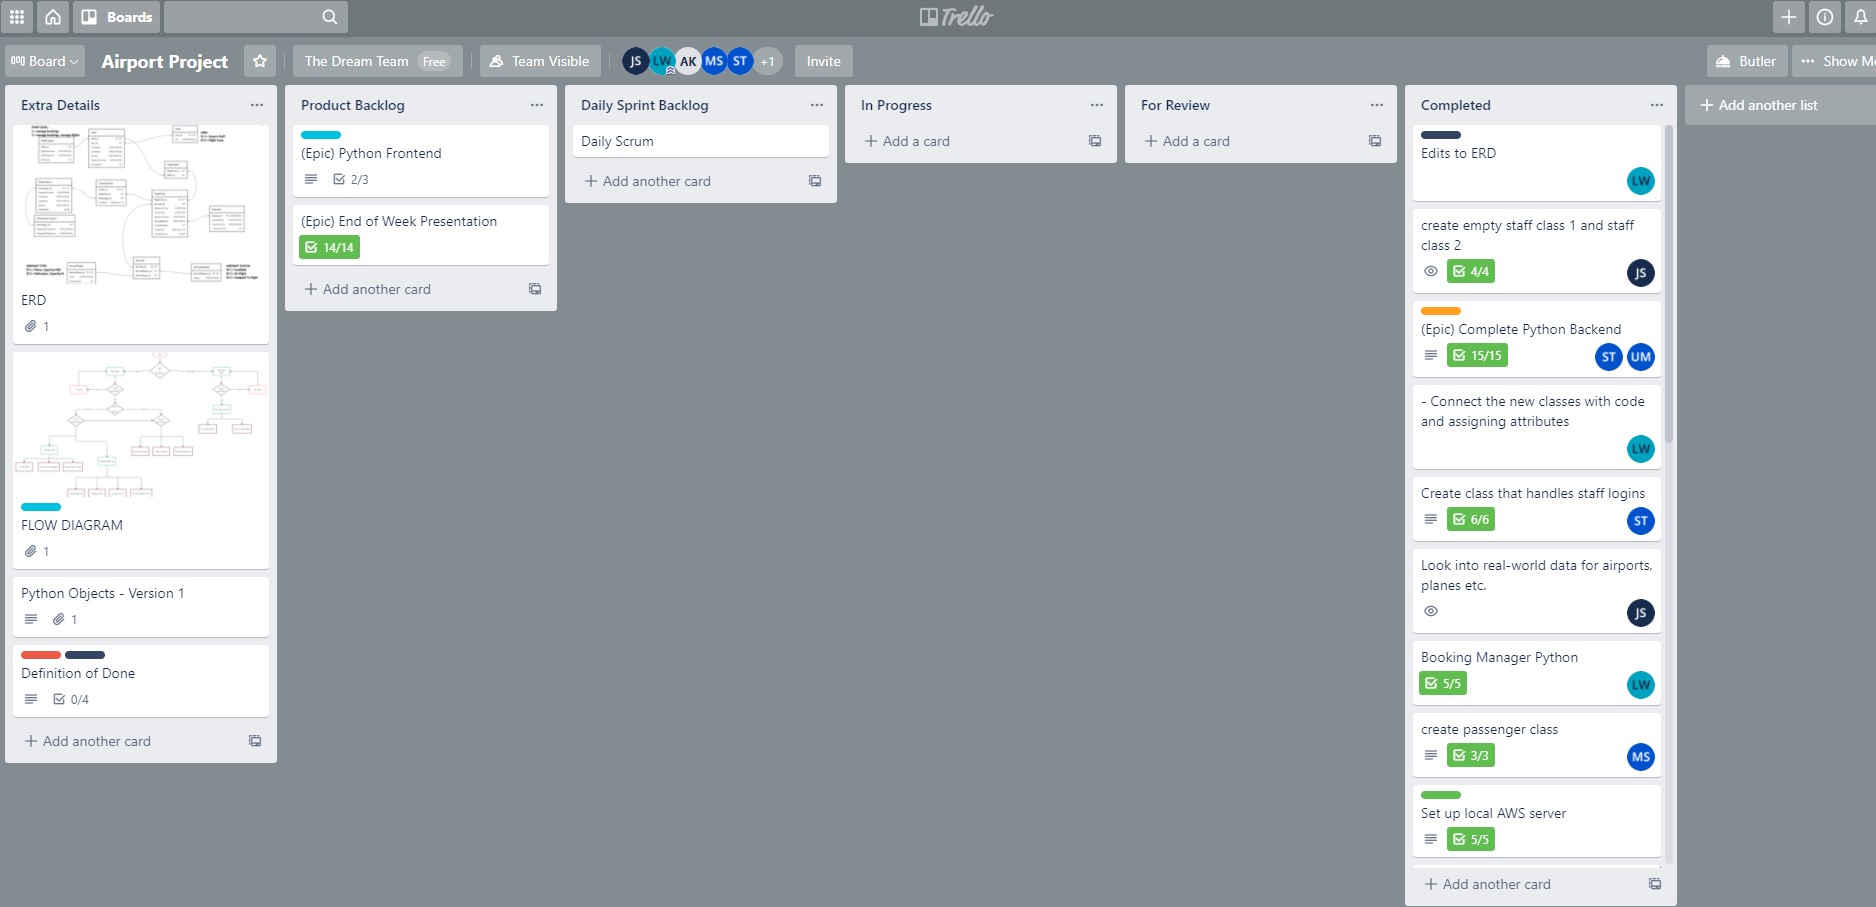 Boards
Trello
Board
Airport Project
The Dream Team Free
Team Visible
JS LW AK MS ST +1
Invite
Butler
Show Me
Extra Details
ERD
1
FLOW DIAGRAM
1
Python Objects - Version 1
1
Definition of Done
0/4
Add another card
Product Backlog
(Epic) Python Frontend
2/3
(Epic) End of Week Presentation
14/14
Add another card
Daily Sprint Backlog
Daily Scrum
Add another card
In Progress
Add a card
For Review
Add a card
Completed
Edits to ERD
LW
create empty staff class 1 and staff
class 2
4/4
JS
(Epic) Complete Python Backend
15/15
ST UM
- Connect the new classes with code
and assigning attributes
LW
Create class that handles staff logins
6/6
ST
Look into real-world data for airports,
planes etc.
JS
Booking Manager Python
5/5
LW
create passenger class
3/3
MS
Set up local AWS server
5/5
Add another card
Add another list